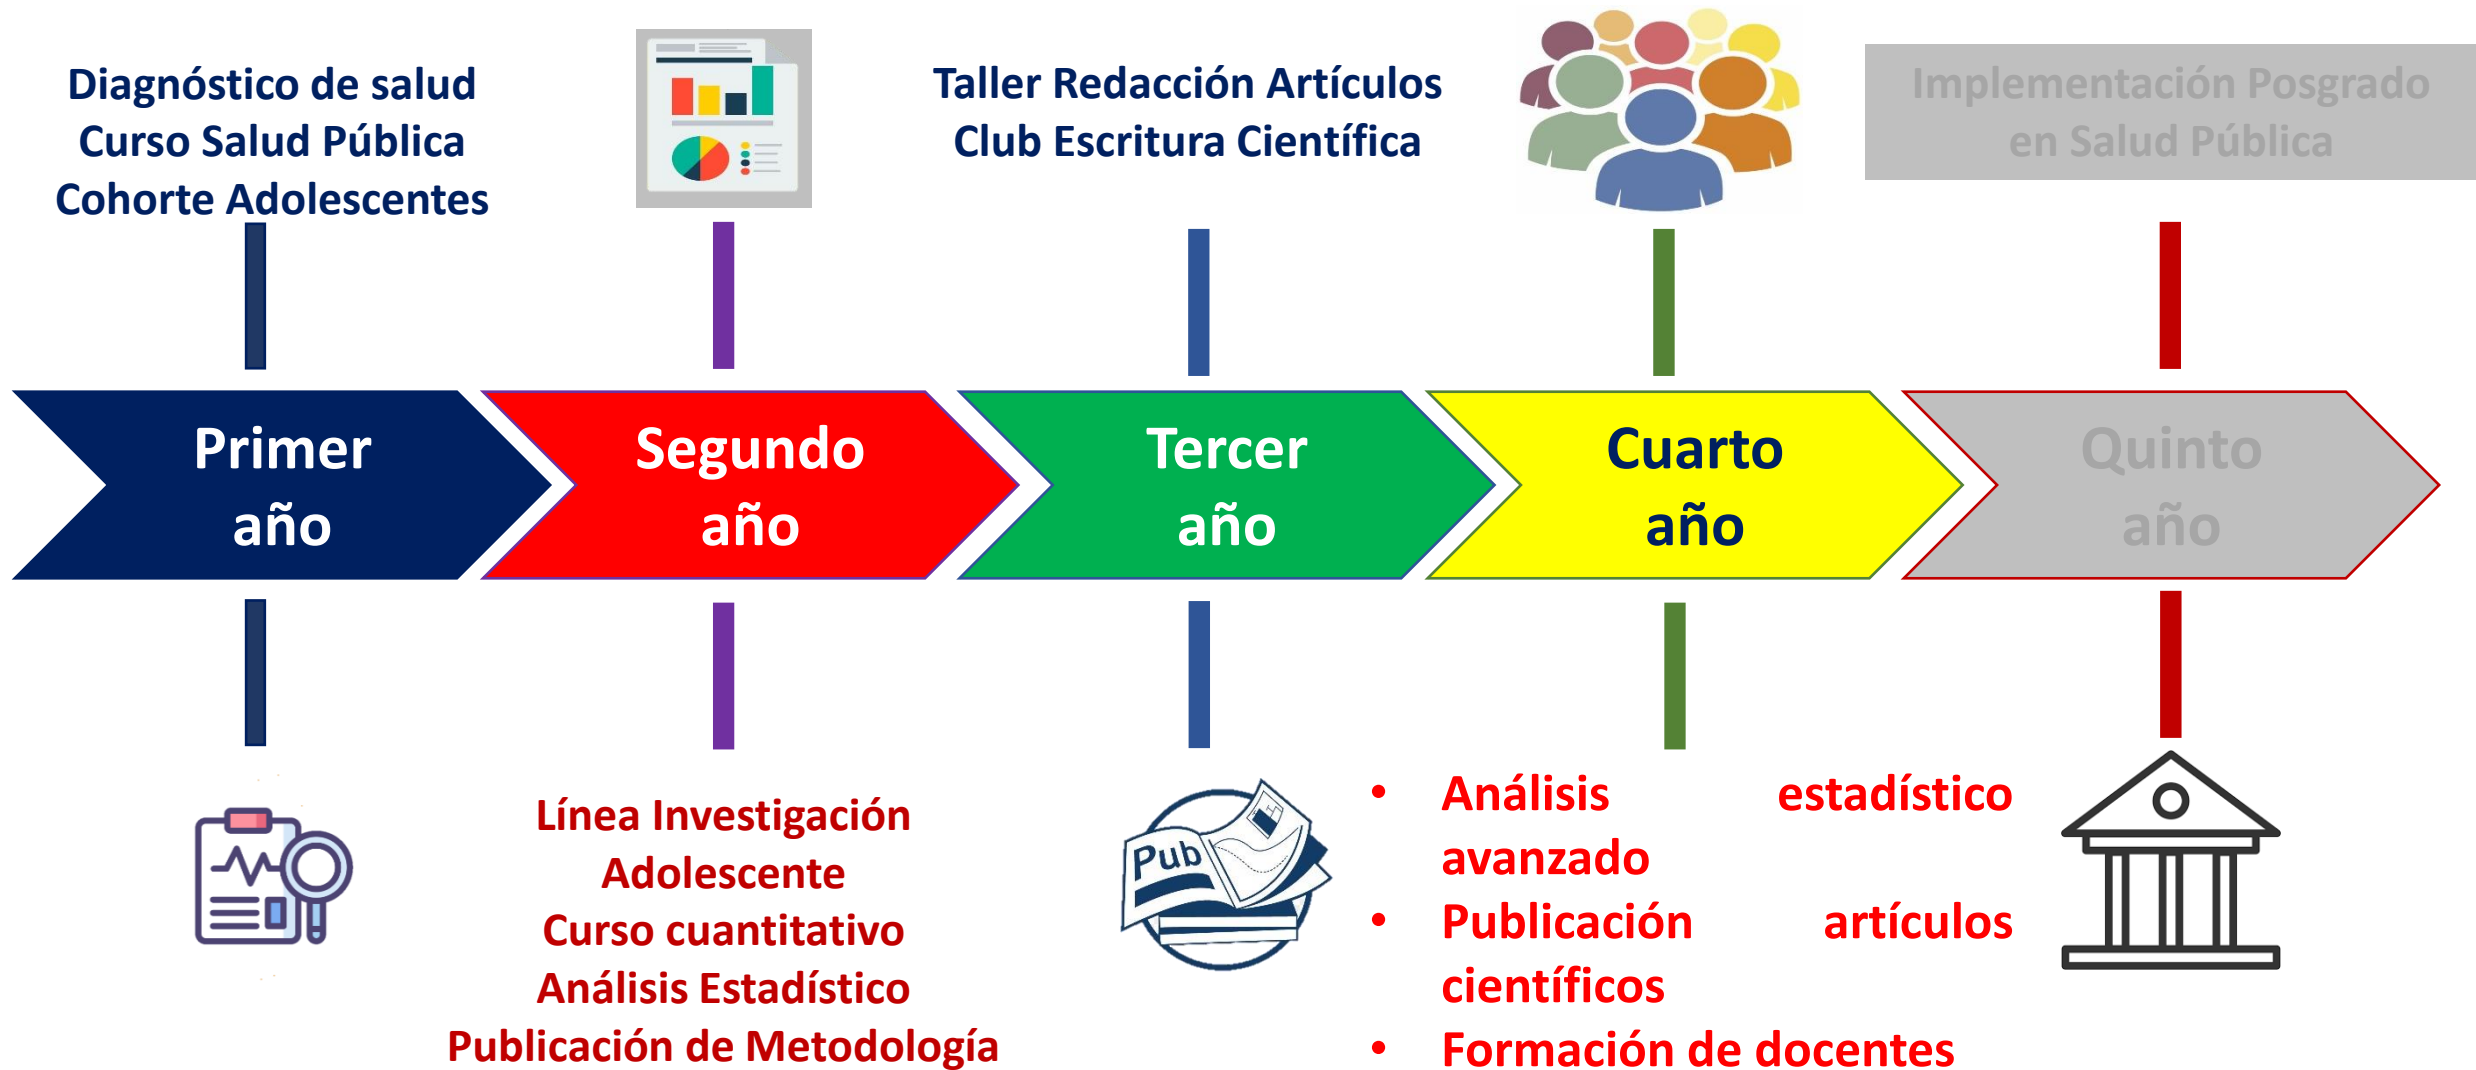 Diagnóstico de salud
Curso Salud Pública
Cohorte Adolescentes
Taller Redacción Artículos
Club Escritura Científica
Implementación Posgrado
en Salud Pública
Primer
año
Segundo
año
Tercer
año
Cuarto
año
Quinto
año
Línea Investigación
Adolescente
Curso cuantitativo
Análisis Estadístico
Publicación de Metodología
Pub
• Análisis estadístico
avanzado
• Publicación artículos
científicos
• Formación de docentes